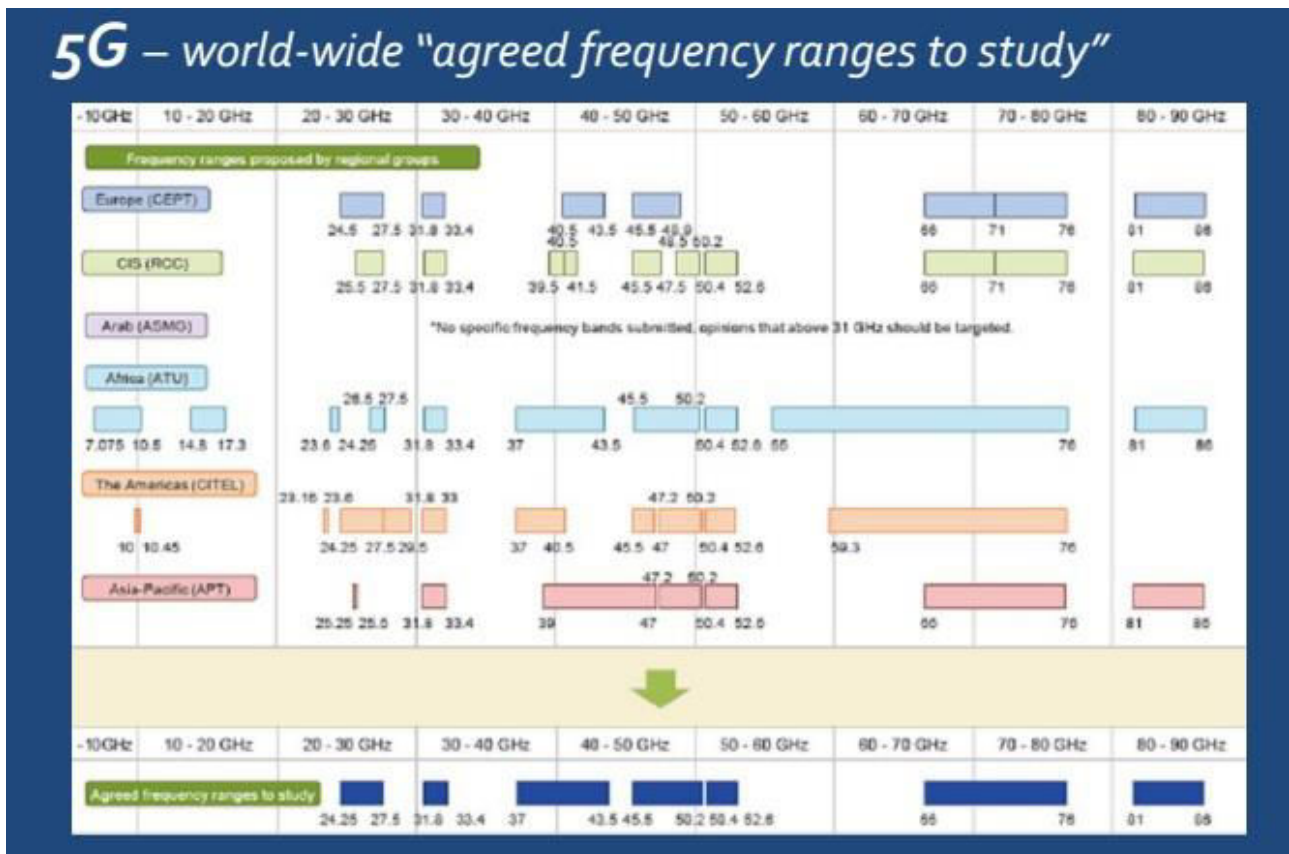 5G – world-wide “agreed frequency ranges to study”
-10GHz 10 - 20 GHz 20 - 30 GHz 30 - 40 GHz 40 - 50 GHz 50 - 60 GHz 60 - 70 GHz 70 - 80 GHz 80 - 90 GHz
Frequency ranges proposed by regional groups
Europe (CEPT)
24.5 27.5 31.8 33.4 40.5 43.5 45.5 48.9 66 71 76 81 86
40.5 48.5 50.2
CIS (RCC)
25.5 27.5 31.8 33.4 39.5 41.5 45.5 47.5 50.4 52.6 66 71 76 81 86
Arab (ASMG) *No specific frequency bands submitted, opinions that above 31 GHz should be targeted.
Africa (ATU)
26.5 27.5 45.5 50.2
7.075 10.5 14.8 17.3 23.6 24.25 31.8 33.4 37 43.5 50.4 52.6 55 76 81 86
The Americas (CITEL)
23.15 23.6 31.8 33 47.2 50.2
10 10.45 24.25 27.5 29.5 37 40.5 45.5 47 50.4 52.6 59.3 76
Asia-Pacific (APT)
47.2 50.2
25.25 25.5 31.8 33.4 39 47 50.4 52.6 66 76 81 86
-10GHz 10 - 20 GHz 20 - 30 GHz 30 - 40 GHz 40 - 50 GHz 50 - 60 GHz 60 - 70 GHz 70 - 80 GHz 80 - 90 GHz
Agreed frequency ranges to study
24.25 27.5 31.8 33.4 37 43.5 45.5 50.2 50.4 52.6 66 76 81 86